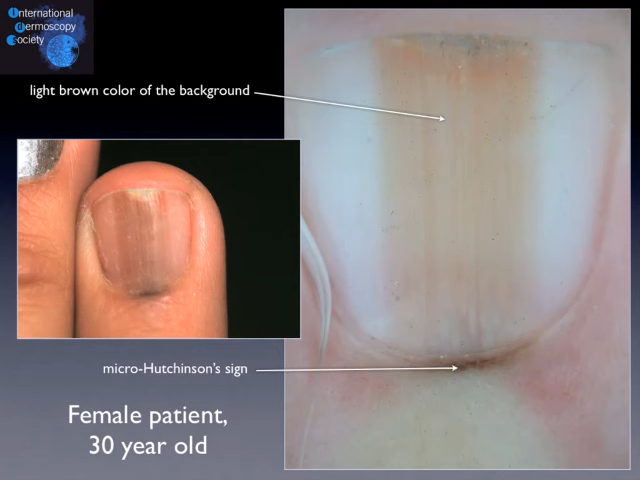 International
Dermoscopy
Society
light brown color of the background
micro-Hutchinson's sign
Female patient,
30 year old